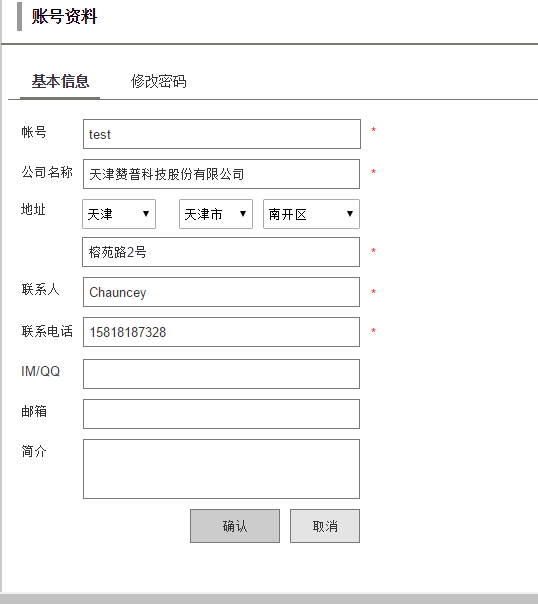 账号资料
基本信息 修改密码
帐号 test *
公司名称 天津赞普科技股份有限公司 *
地址 天津 ▼ 天津市 ▼ 南开区 ▼
榕苑路2号 *
联系人 Chauncey *
联系电话 15818187328 *
IM/QQ
邮箱
简介
确认 取消